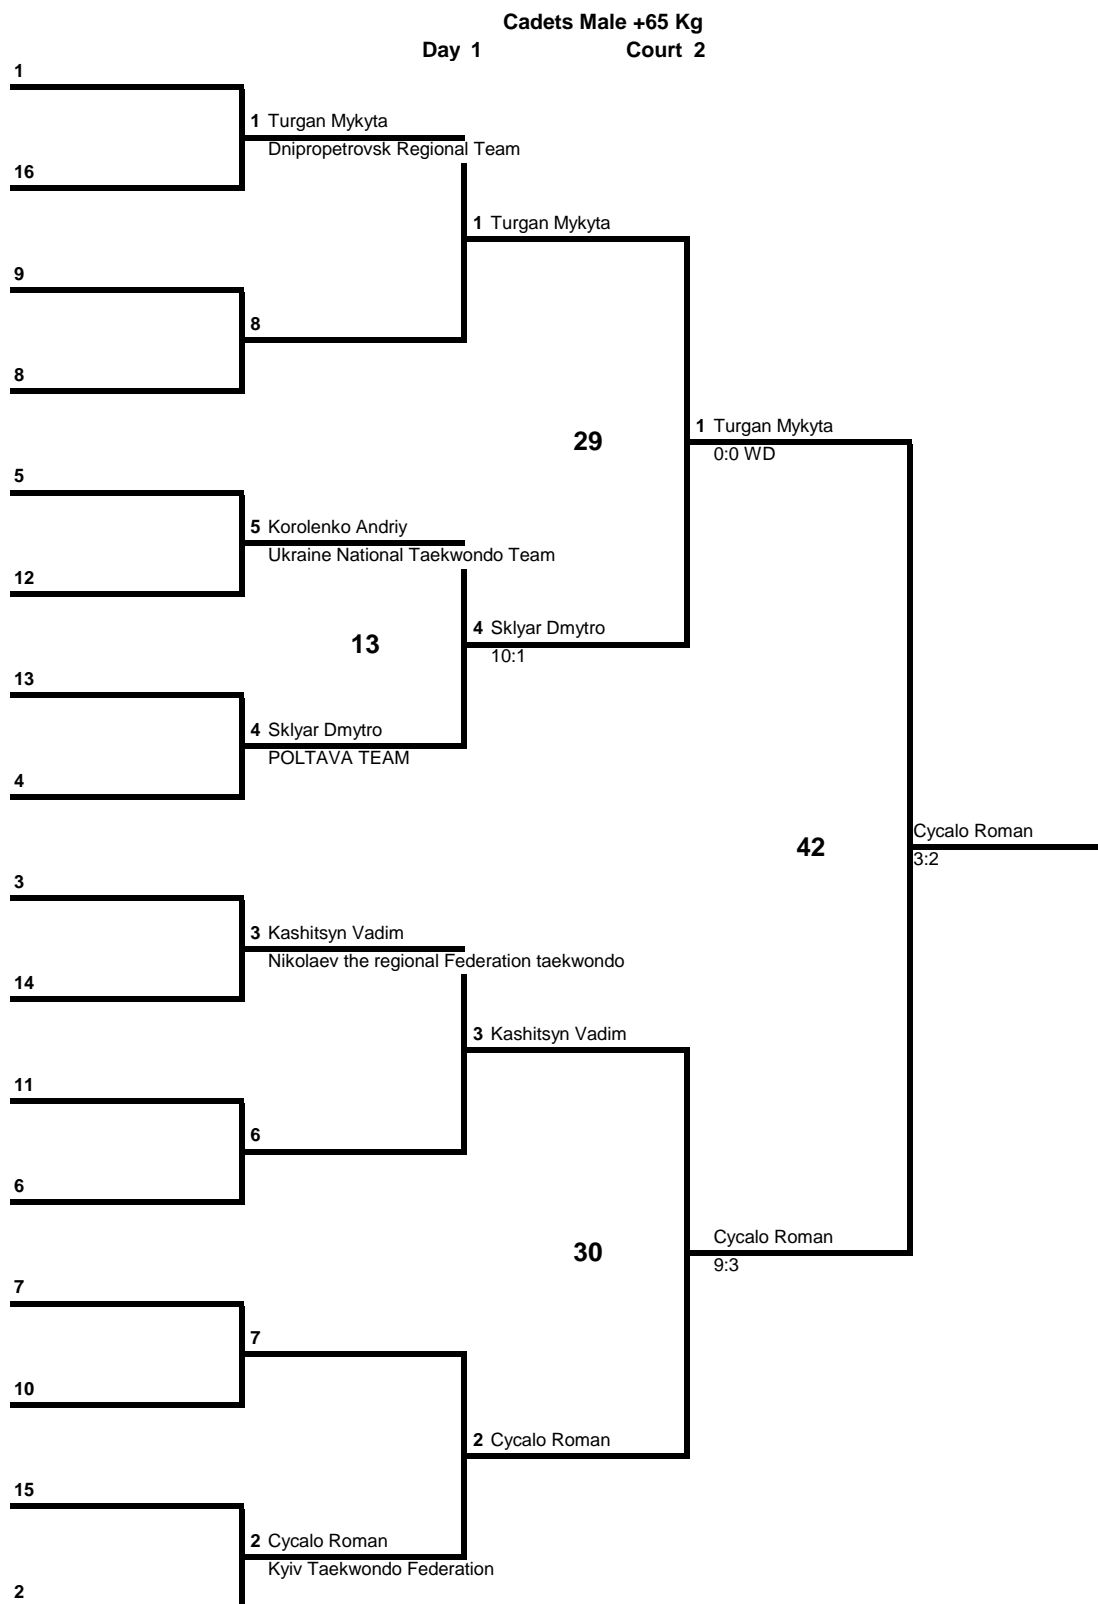 Cadets Male +65 Kg
Day 1 Court 2
1
1 Turgan Mykyta
Dnipropetrovsk Regional Team
16
1 Turgan Mykyta
9
8
8
29
1 Turgan Mykyta
0:0 WD
5
5 Korolenko Andriy
Ukraine National Taekwondo Team
12
13
4 Sklyar Dmytro
10:1
13
4 Sklyar Dmytro
POLTAVA TEAM
4
42
Cycalo Roman
3:2
3
3 Kashitsyn Vadim
Nikolaev the regional Federation taekwondo
14
3 Kashitsyn Vadim
11
6
6
30
Cycalo Roman
9:3
7
7
10
2 Cycalo Roman
15
2 Cycalo Roman
Kyiv Taekwondo Federation
2